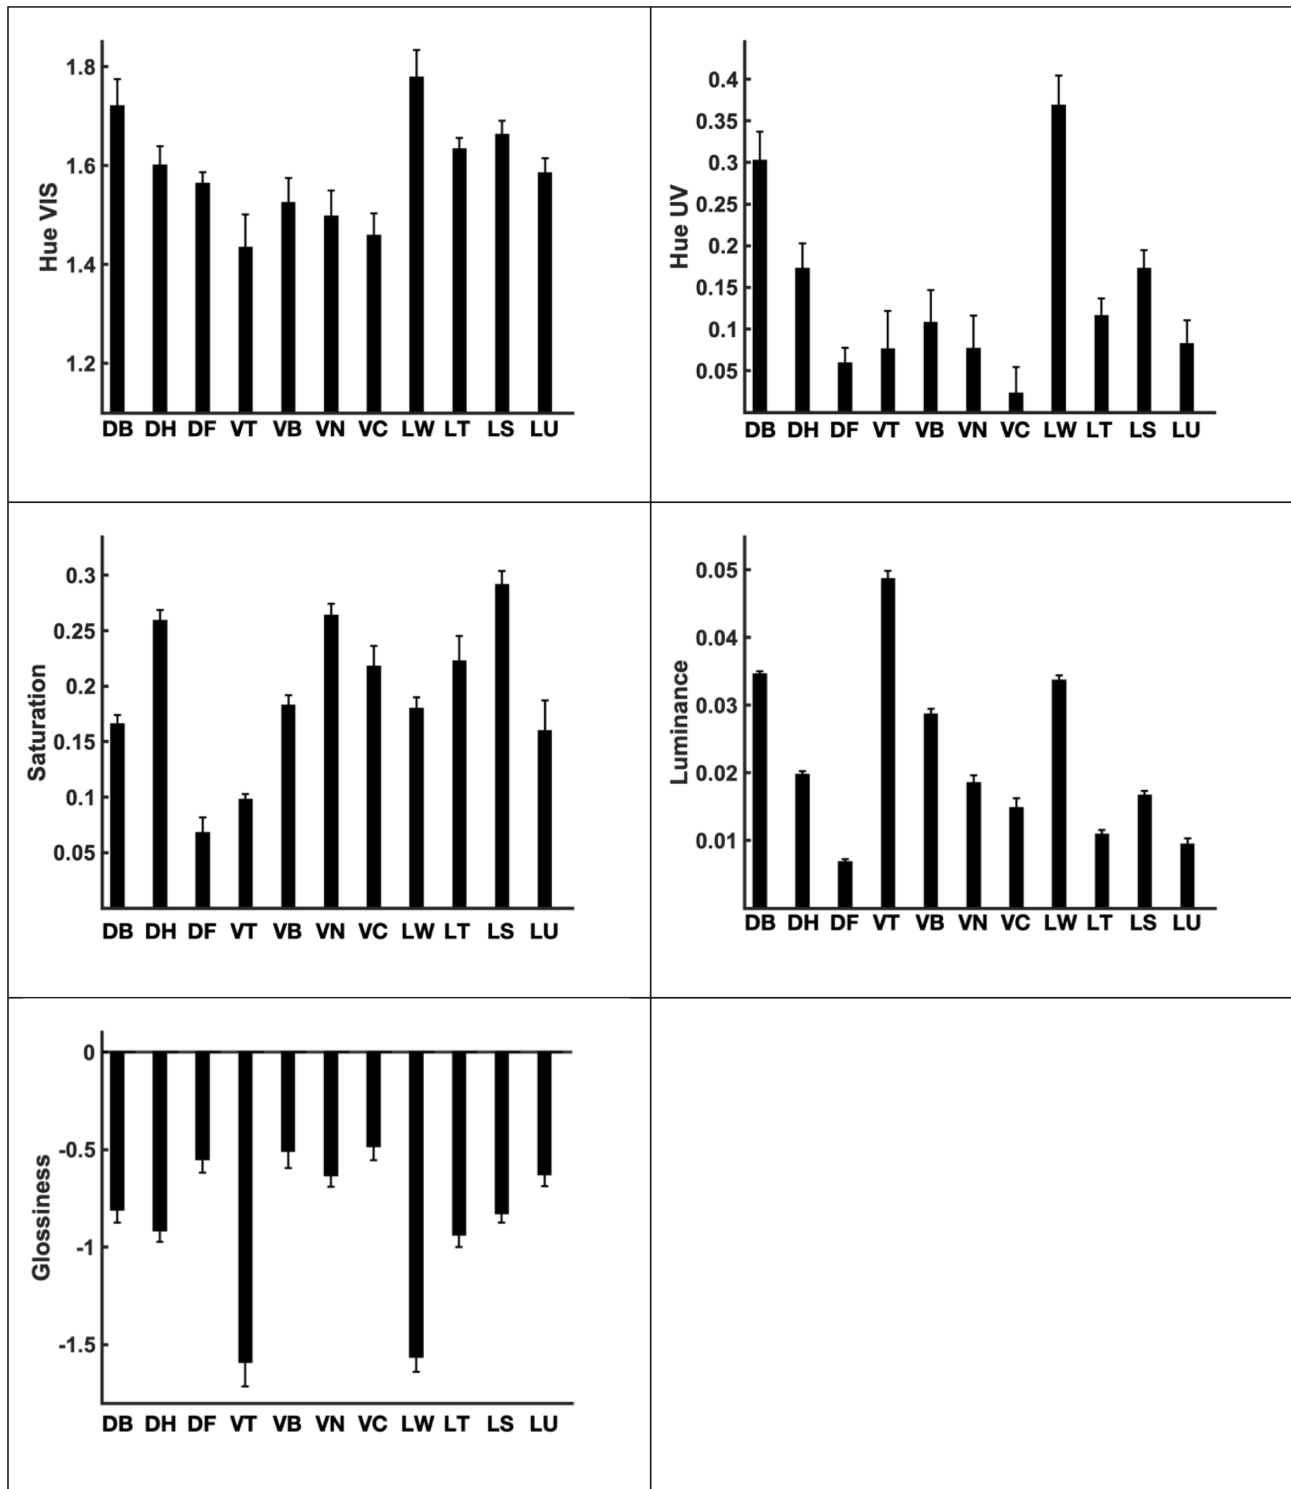 Hue VIS
1.8
1.6
1.4
1.2
DB DH DF VT VB VN VC LW LT LS LU
Hue UV
0.4
0.35
0.3
0.25
0.2
0.15
0.1
0.05
DB DH DF VT VB VN VC LW LT LS LU
Saturation
0.3
0.25
0.2
0.15
0.1
0.05
DB DH DF VT VB VN VC LW LT LS LU
Luminance
0.05
0.04
0.03
0.02
0.01
DB DH DF VT VB VN VC LW LT LS LU
Glossiness
0
-0.5
-1
-1.5
DB DH DF VT VB VN VC LW LT LS LU